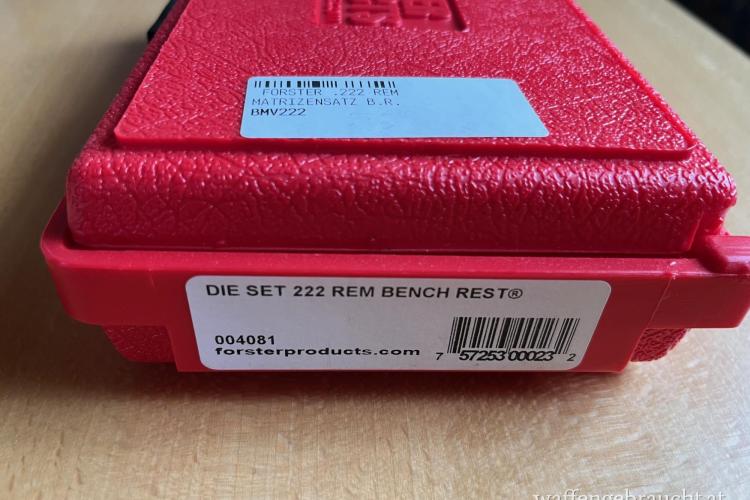 FORSTER .222 REM
MATRIZENSATZ B.R.
BMV222
DIE SET 222 REM BENCH REST®
004081
forsterproducts.com
7 57253 00023 2
waffengebraucht.at